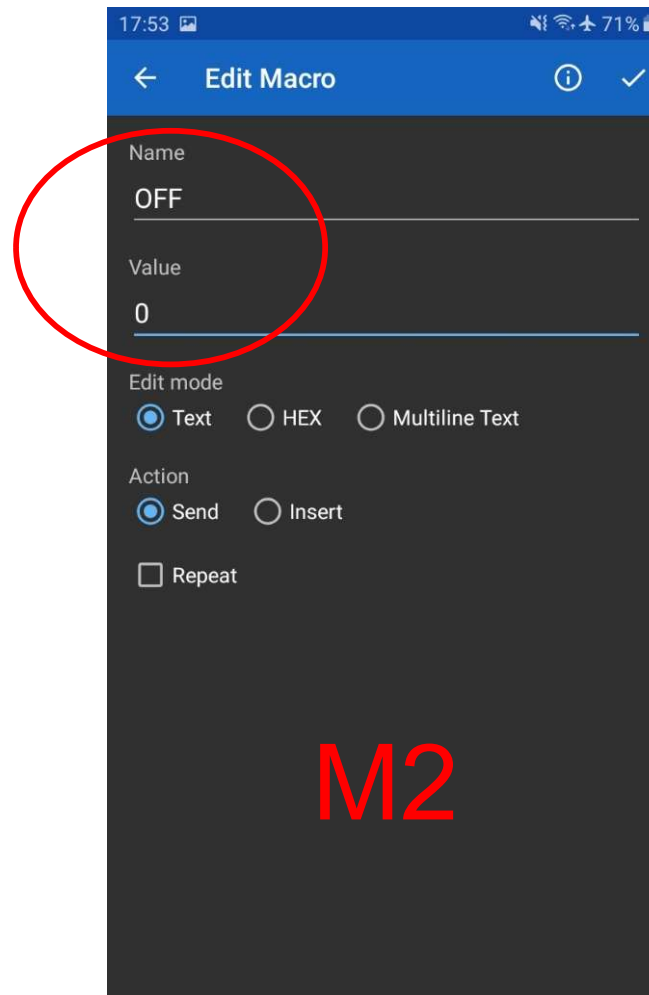 17:53 71%
Edit Macro
Name
OFF
Value
0
Edit mode
Text HEX Multiline Text
Action
Send Insert
Repeat
M2